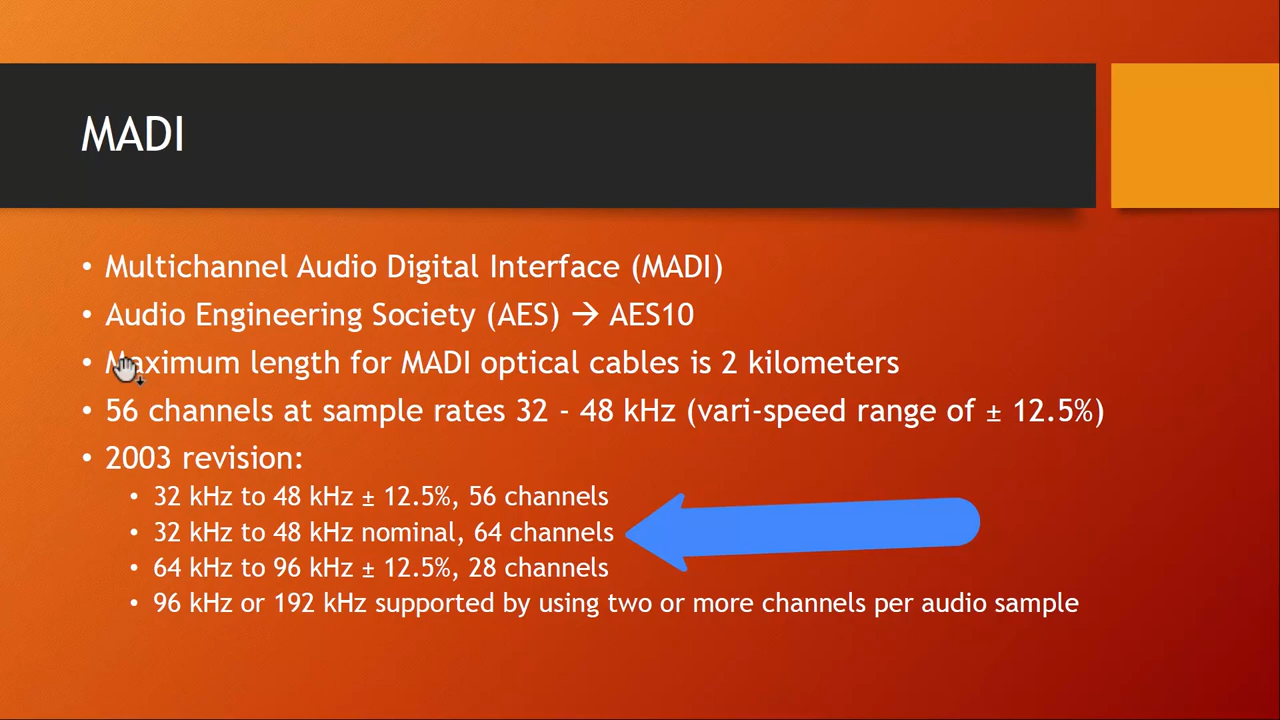 MADI
• Multichannel Audio Digital Interface (MADI)
• Audio Engineering Society (AES) → AES10
• Maximum length for MADI optical cables is 2 kilometers
• 56 channels at sample rates 32 - 48 kHz (vari-speed range of ± 12.5%)
• 2003 revision:
• 32 kHz to 48 kHz ± 12.5%, 56 channels
• 32 kHz to 48 kHz nominal, 64 channels
• 64 kHz to 96 kHz ± 12.5%, 28 channels
• 96 kHz or 192 kHz supported by using two or more channels per audio sample